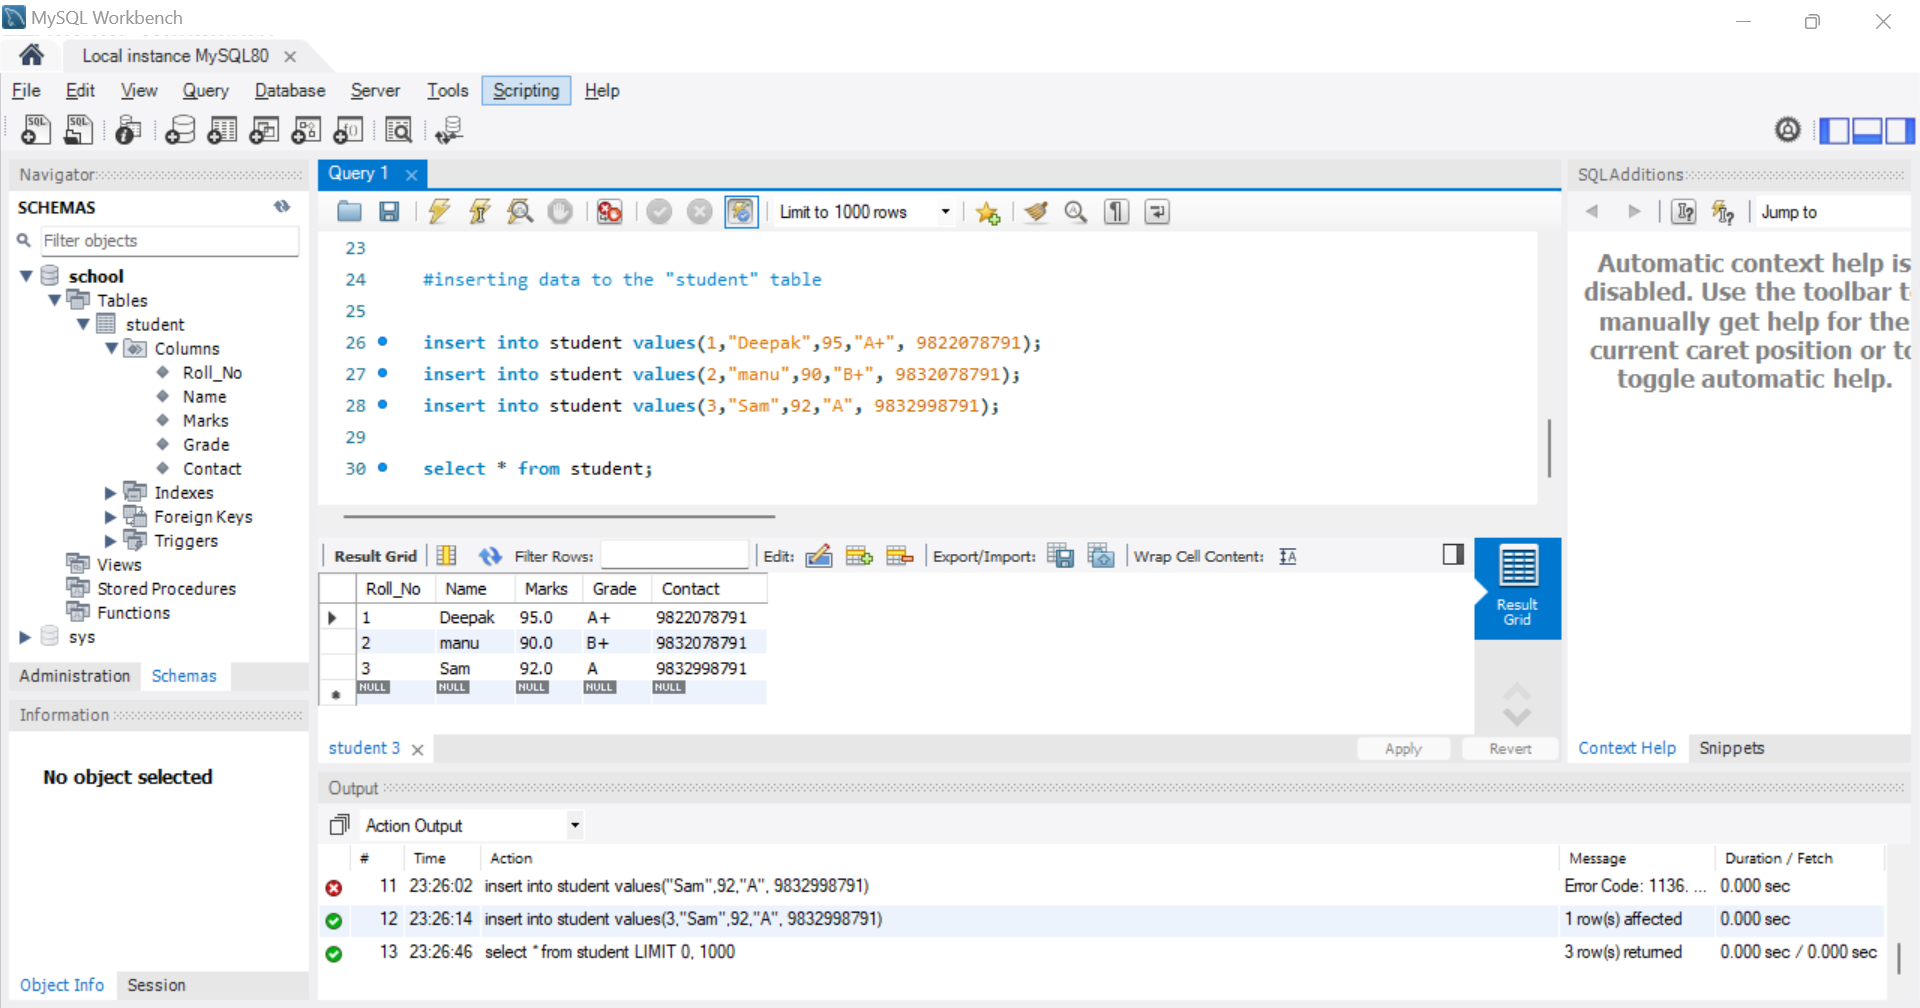 MySQL Workbench
Local instance MySQL80
File Edit View Query Database Server Tools Scripting Help
Navigator
SCHEMAS
Filter objects
school
Tables
student
Columns
Roll_No
Name
Marks
Grade
Contact
Indexes
Foreign Keys
Triggers
Views
Stored Procedures
Functions
sys
Administration Schemas
Information
No object selected
Object Info Session
Query 1
Limit to 1000 rows
23
24 #inserting data to the "student" table
25
26 insert into student values(1,"Deepak",95,"A+", 9822078791);
27 insert into student values(2,"manu",90,"B+", 9832078791);
28 insert into student values(3,"Sam",92,"A", 9832998791);
29
30 select * from student;
Result Grid Filter Rows: Edit: Export/Import: Wrap Cell Content:
Roll_No Name Marks Grade Contact
1 Deepak 95.0 A+ 9822078791
2 manu 90.0 B+ 9832078791
3 Sam 92.0 A 9832998791
NULL NULL NULL NULL NULL
Result
Grid
student 3
Apply Revert
SQLAdditions
Jump to
Automatic context help is
disabled. Use the toolbar t
manually get help for the
current caret position or to
toggle automatic help.
Context Help Snippets
Output
Action Output
# Time Action Message Duration / Fetch
11 23:26:02 insert into student values("Sam",92,"A", 9832998791) Error Code: 1136. ... 0.000 sec
12 23:26:14 insert into student values(3,"Sam",92,"A", 9832998791) 1 row(s) affected 0.000 sec
13 23:26:46 select * from student LIMIT 0, 1000 3 row(s) returned 0.000 sec / 0.000 sec